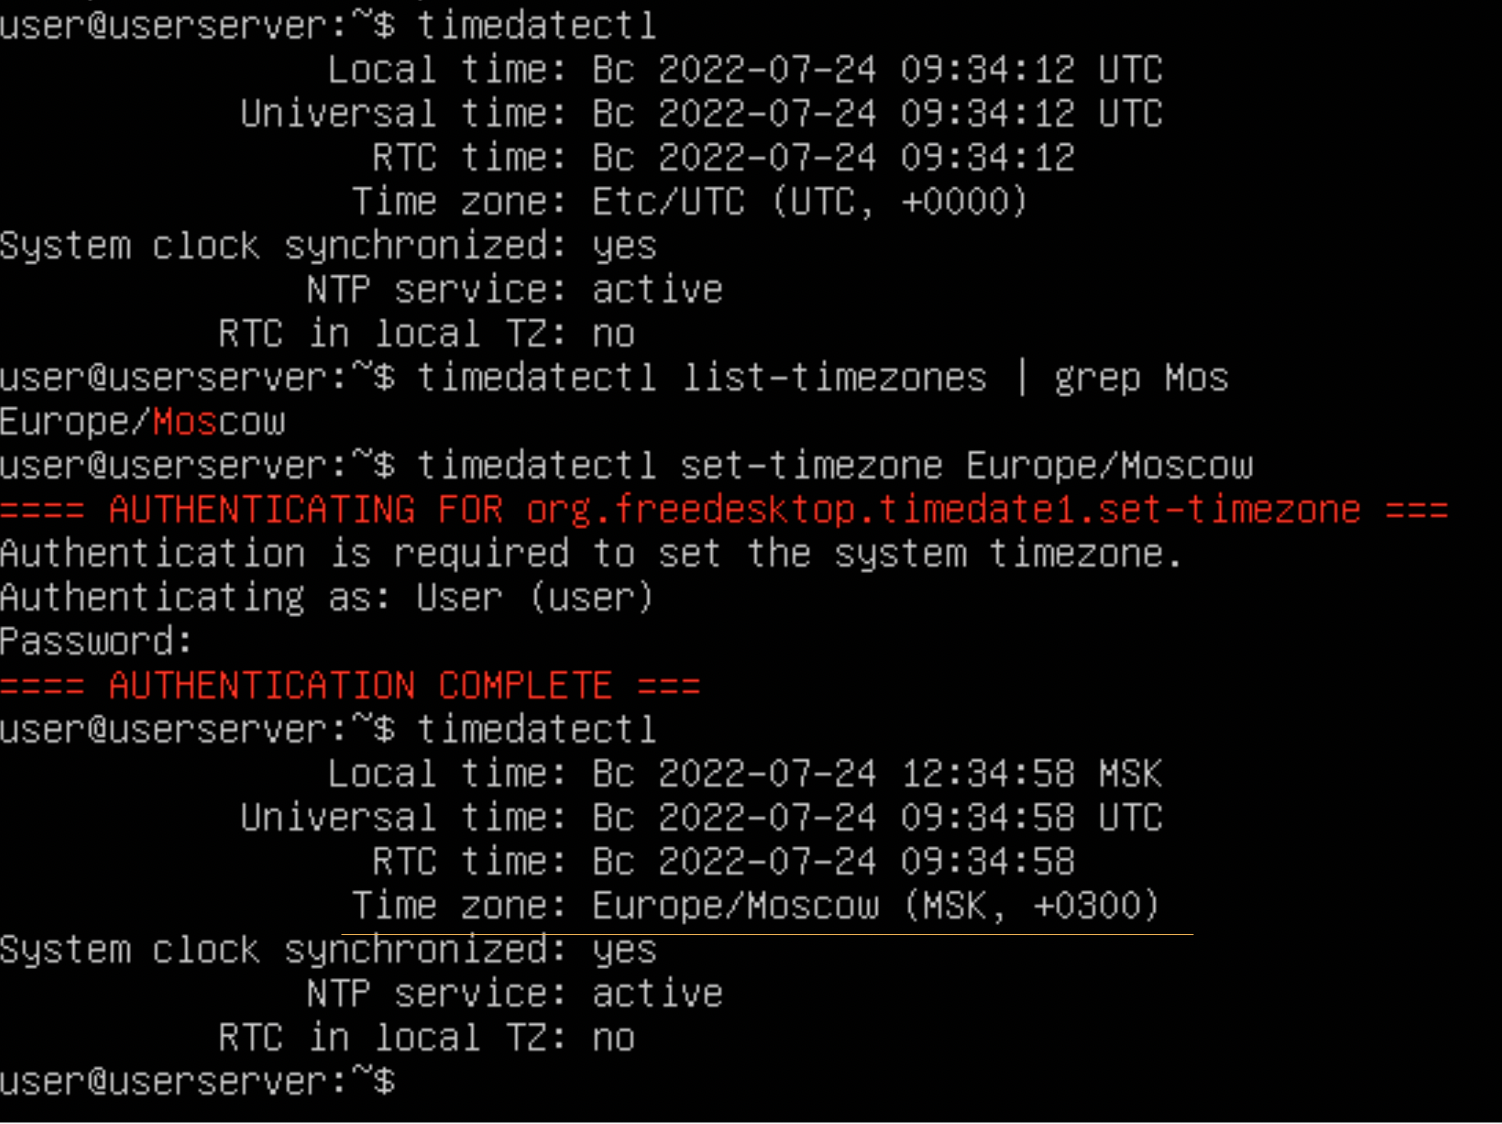 user@userserver:~$ timedatectl
Local time: Вс 2022-07-24 09:34:12 UTC
Universal time: Вс 2022-07-24 09:34:12 UTC
RTC time: Вс 2022-07-24 09:34:12
Time zone: Etc/UTC (UTC, +0000)
System clock synchronized: yes
NTP service: active
RTC in local TZ: no
user@userserver:~$ timedatectl list-timezones | grep Mos
Europe/Moscow
user@userserver:~$ timedatectl set-timezone Europe/Moscow
==== AUTHENTICATING FOR org.freedesktop.timedate1.set-timezone ===
Authentication is required to set the system timezone.
Authenticating as: User (user)
Password:
==== AUTHENTICATION COMPLETE ===
user@userserver:~$ timedatectl
Local time: Вс 2022-07-24 12:34:58 MSK
Universal time: Вс 2022-07-24 09:34:58 UTC
RTC time: Вс 2022-07-24 09:34:58
Time zone: Europe/Moscow (MSK, +0300)
System clock synchronized: yes
NTP service: active
RTC in local TZ: no
user@userserver:~$